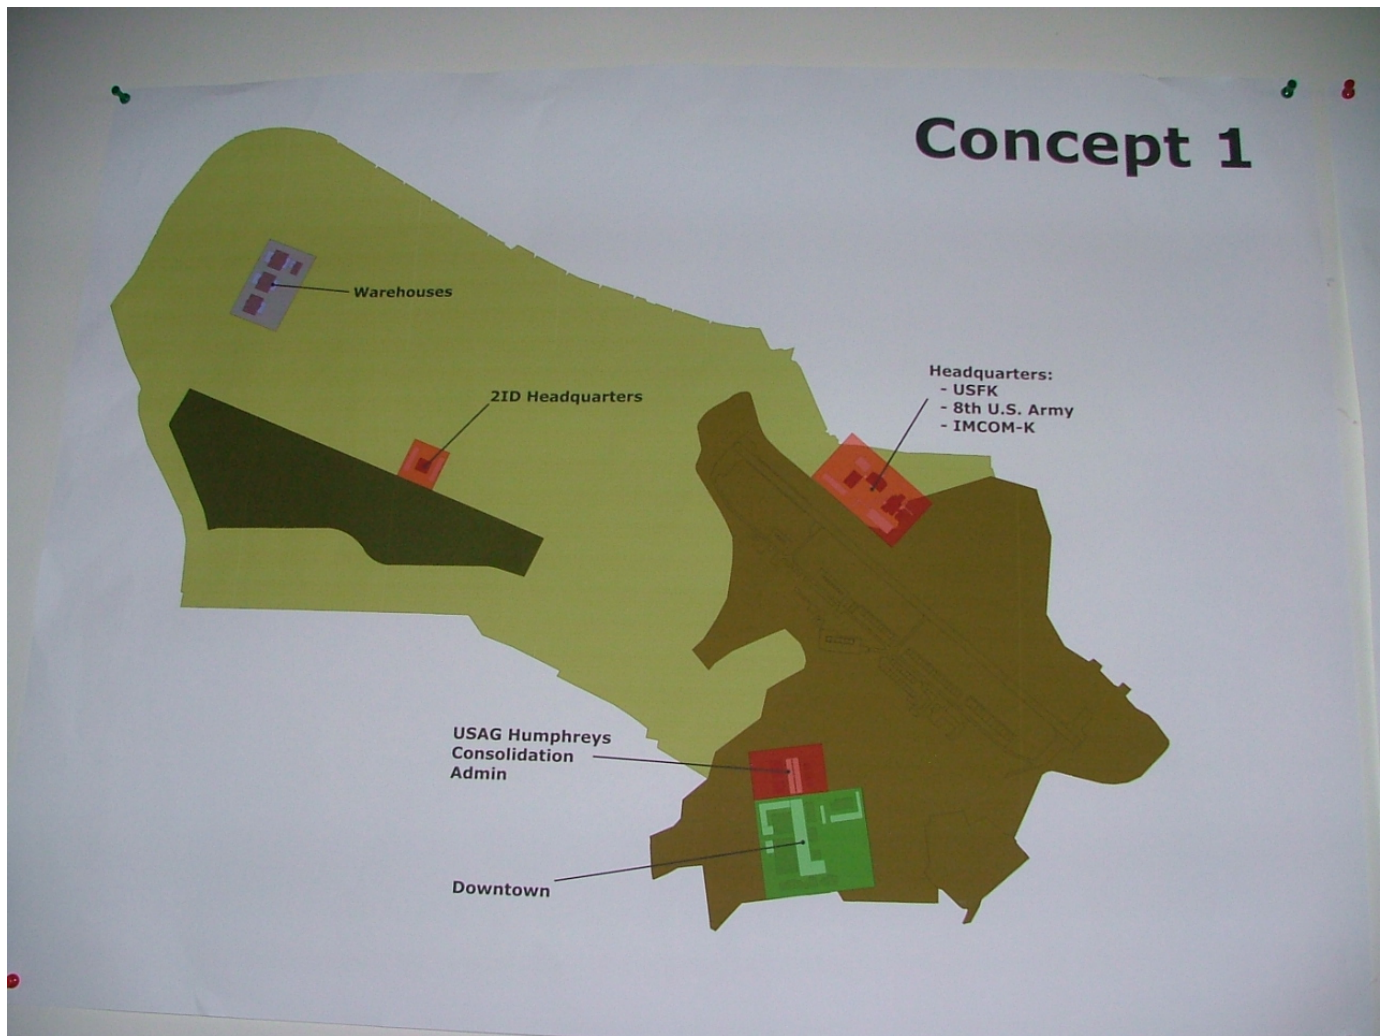 Concept 1
Warehouses
2ID Headquarters
Headquarters:
- USFK
- 8th U.S. Army
- IMCOM-K
USAG Humphreys
Consolidation
Admin
Downtown